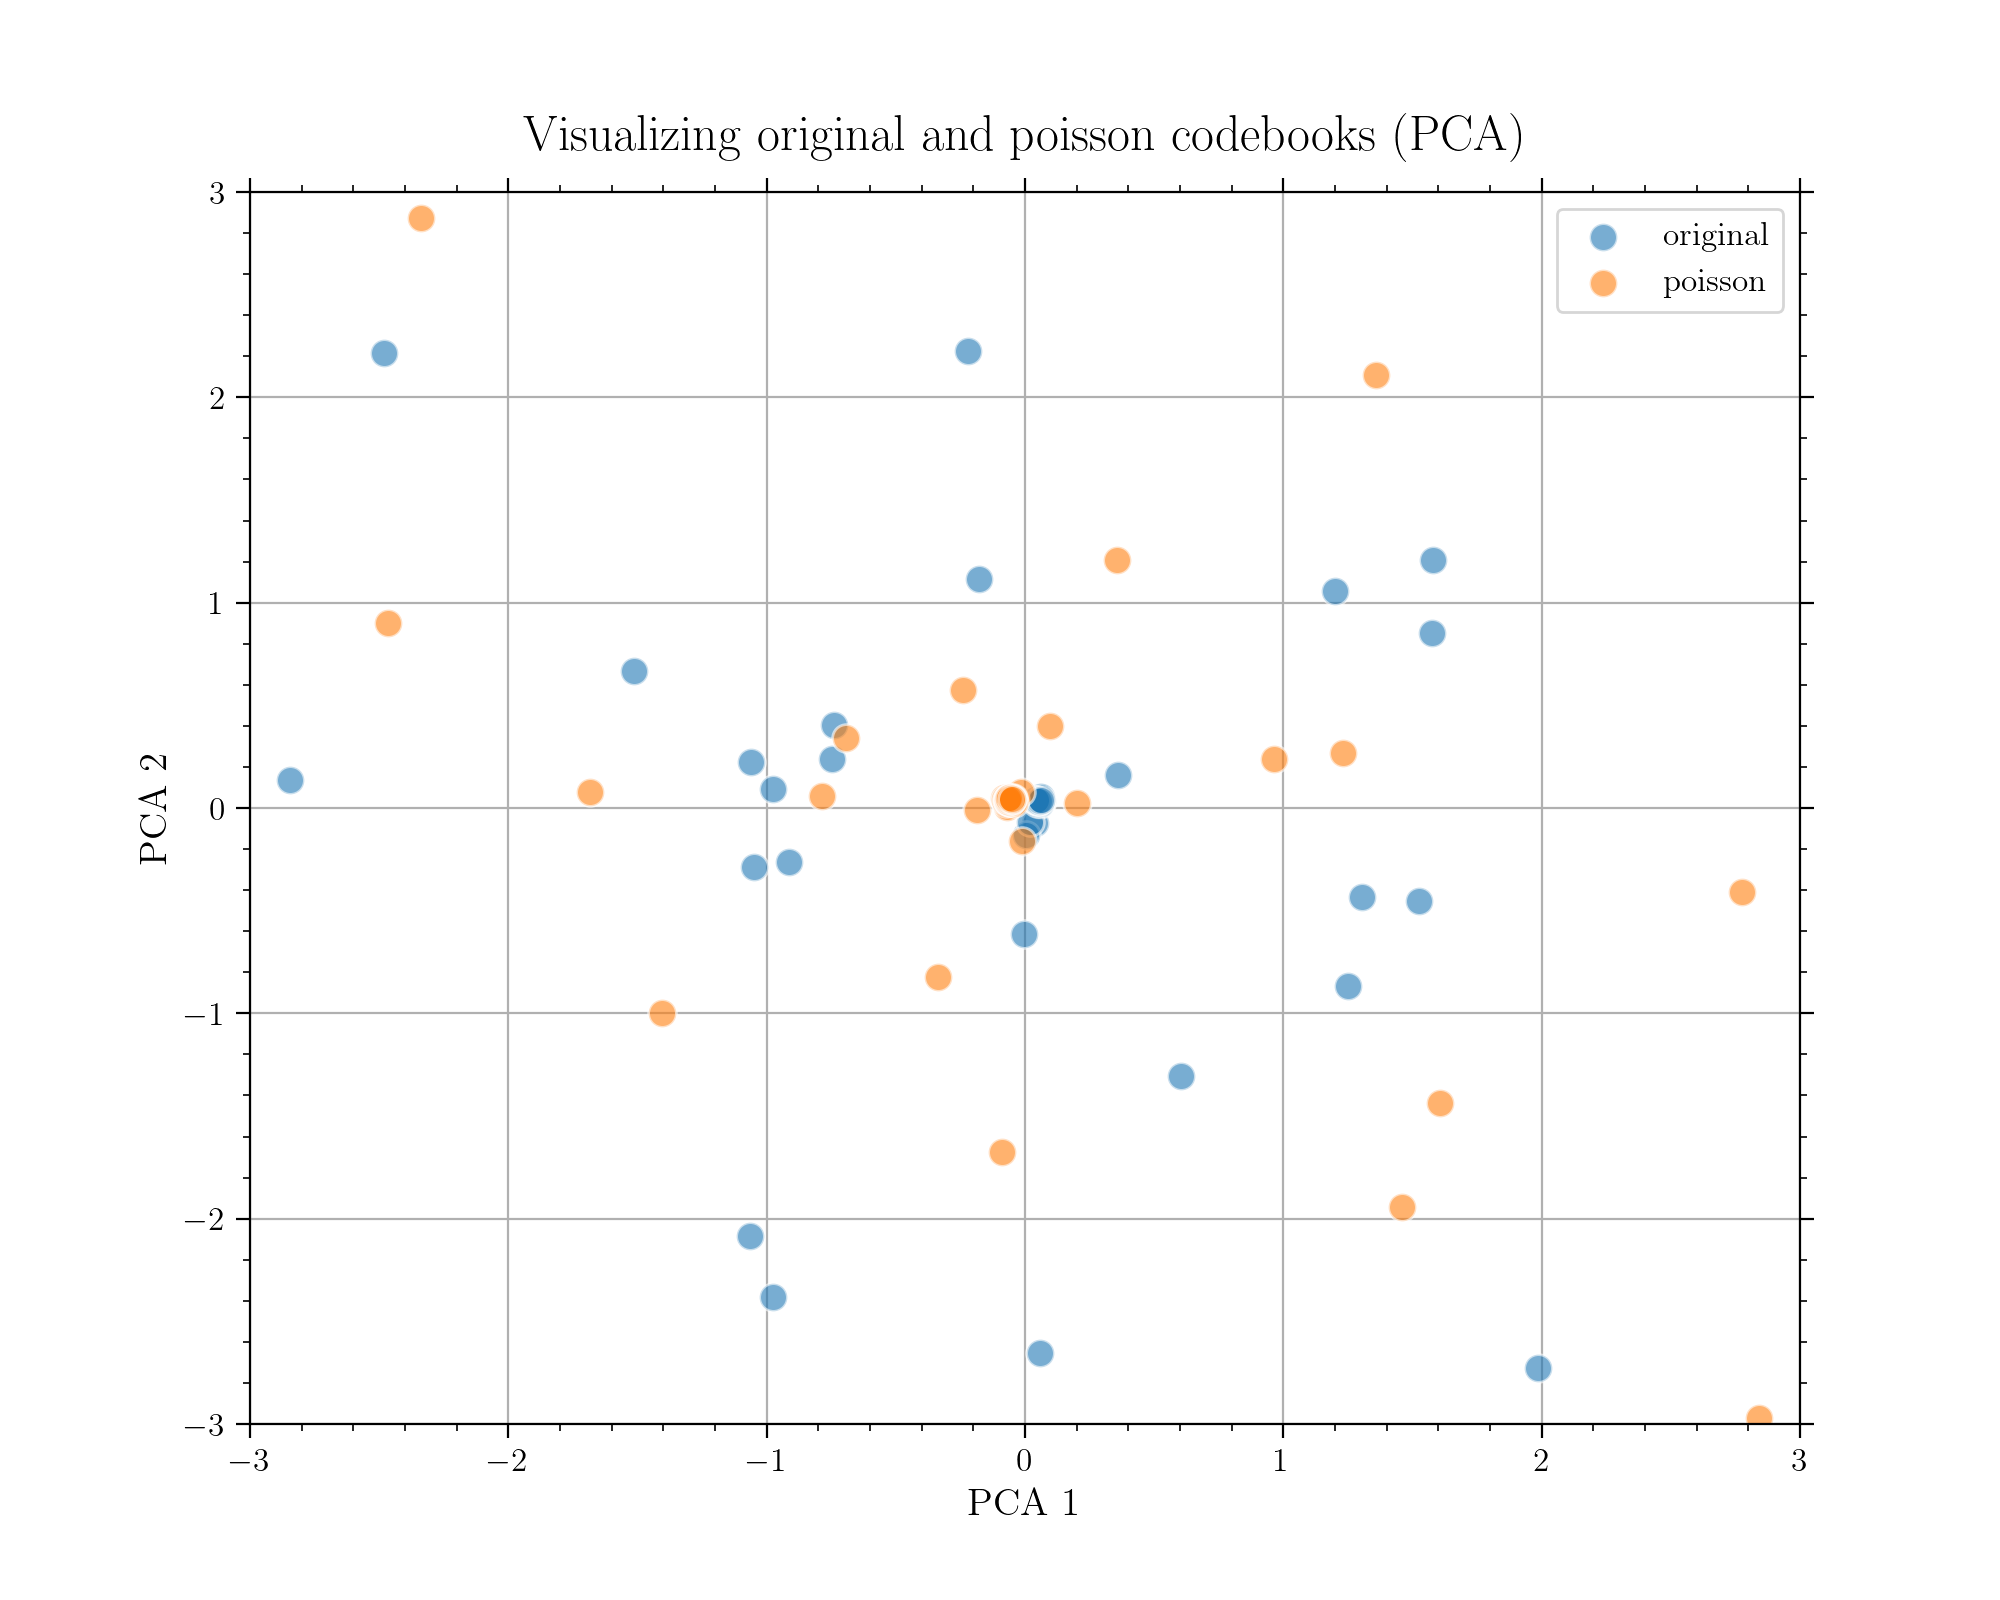 Visualizing original and poisson codebooks (PCA)
original
poisson
3
2
1
0
−1
−2
−3
PCA 2
−3
−2
−1
0
1
2
3
PCA 1